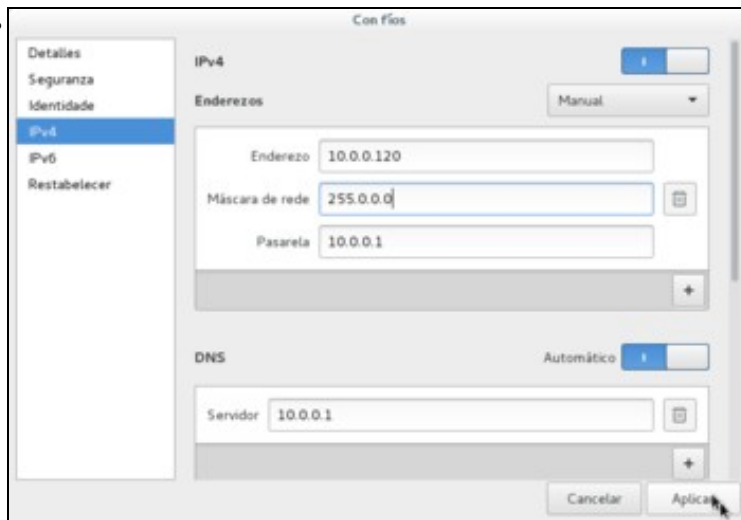 Con fíos
Detalles
Seguranza
Identidade
IPv4
IPv6
Restabelecer
IPv4
Enderezos Manual
Enderezo 10.0.0.120
Máscara de rede 255.0.0.0
Pasarela 10.0.0.1
+
DNS Automático
Servidor 10.0.0.1
+
Cancelar Aplicar